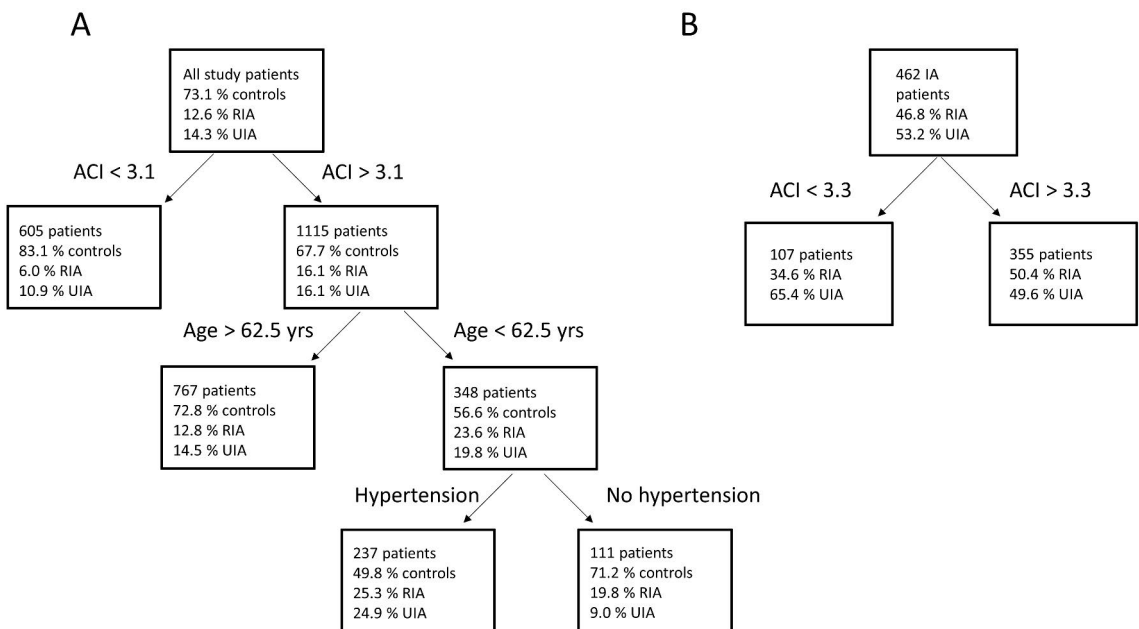 A
All study patients
73.1 % controls
12.6 % RIA
14.3 % UIA
ACI < 3.1
ACI > 3.1
605 patients
83.1 % controls
6.0 % RIA
10.9 % UIA
1115 patients
67.7 % controls
16.1 % RIA
16.1 % UIA
Age > 62.5 yrs
Age < 62.5 yrs
767 patients
72.8 % controls
12.8 % RIA
14.5 % UIA
348 patients
56.6 % controls
23.6 % RIA
19.8 % UIA
Hypertension
No hypertension
237 patients
49.8 % controls
25.3 % RIA
24.9 % UIA
111 patients
71.2 % controls
19.8 % RIA
9.0 % UIA
B
462 IA
patients
46.8 % RIA
53.2 % UIA
ACI < 3.3
ACI > 3.3
107 patients
34.6 % RIA
65.4 % UIA
355 patients
50.4 % RIA
49.6 % UIA